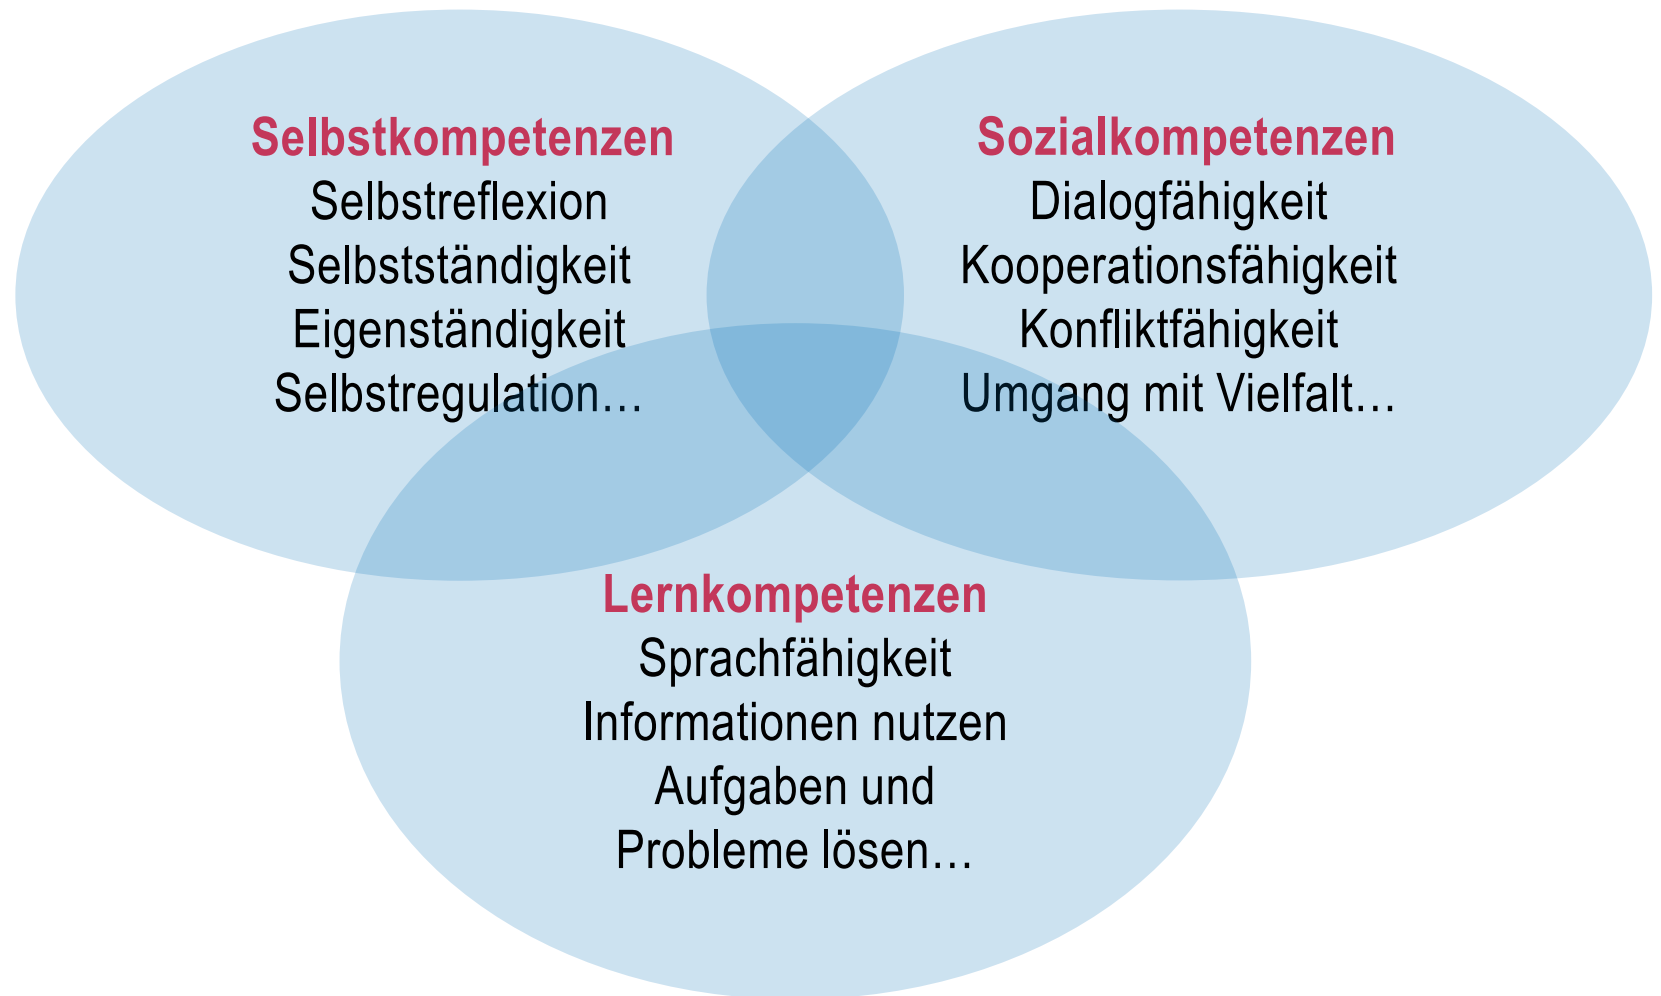 Selbstkompetenzen
Selbstreflexion
Selbstständigkeit
Eigenständigkeit
Selbstregulation…
Sozialkompetenzen
Dialogfähigkeit
Kooperationsfähigkeit
Konfliktfähigkeit
Umgang mit Vielfalt…
Lernkompetenzen
Sprachfähigkeit
Informationen nutzen
Aufgaben und
Probleme lösen…